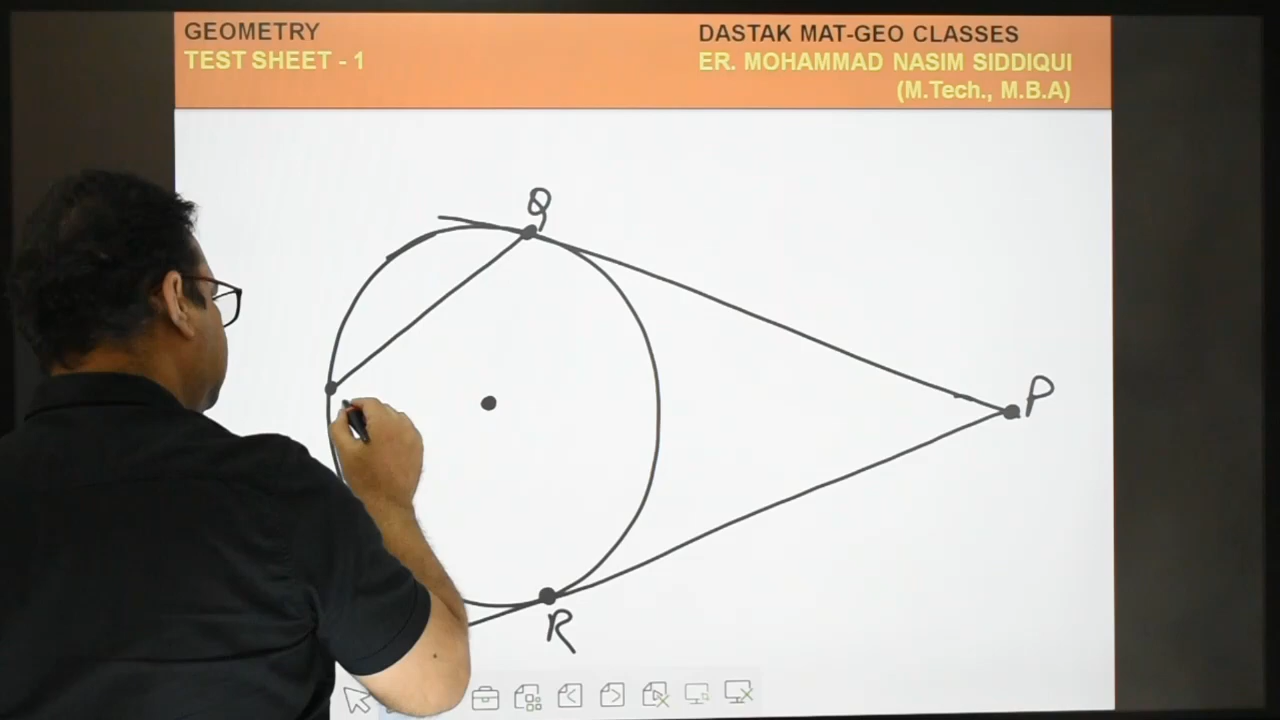 GEOMETRY
TEST SHEET - 1
DASTAK MAT-GEO CLASSES
ER. MOHAMMAD NASIM SIDDIQUI
(M.Tech., M.B.A)
Q
P
R